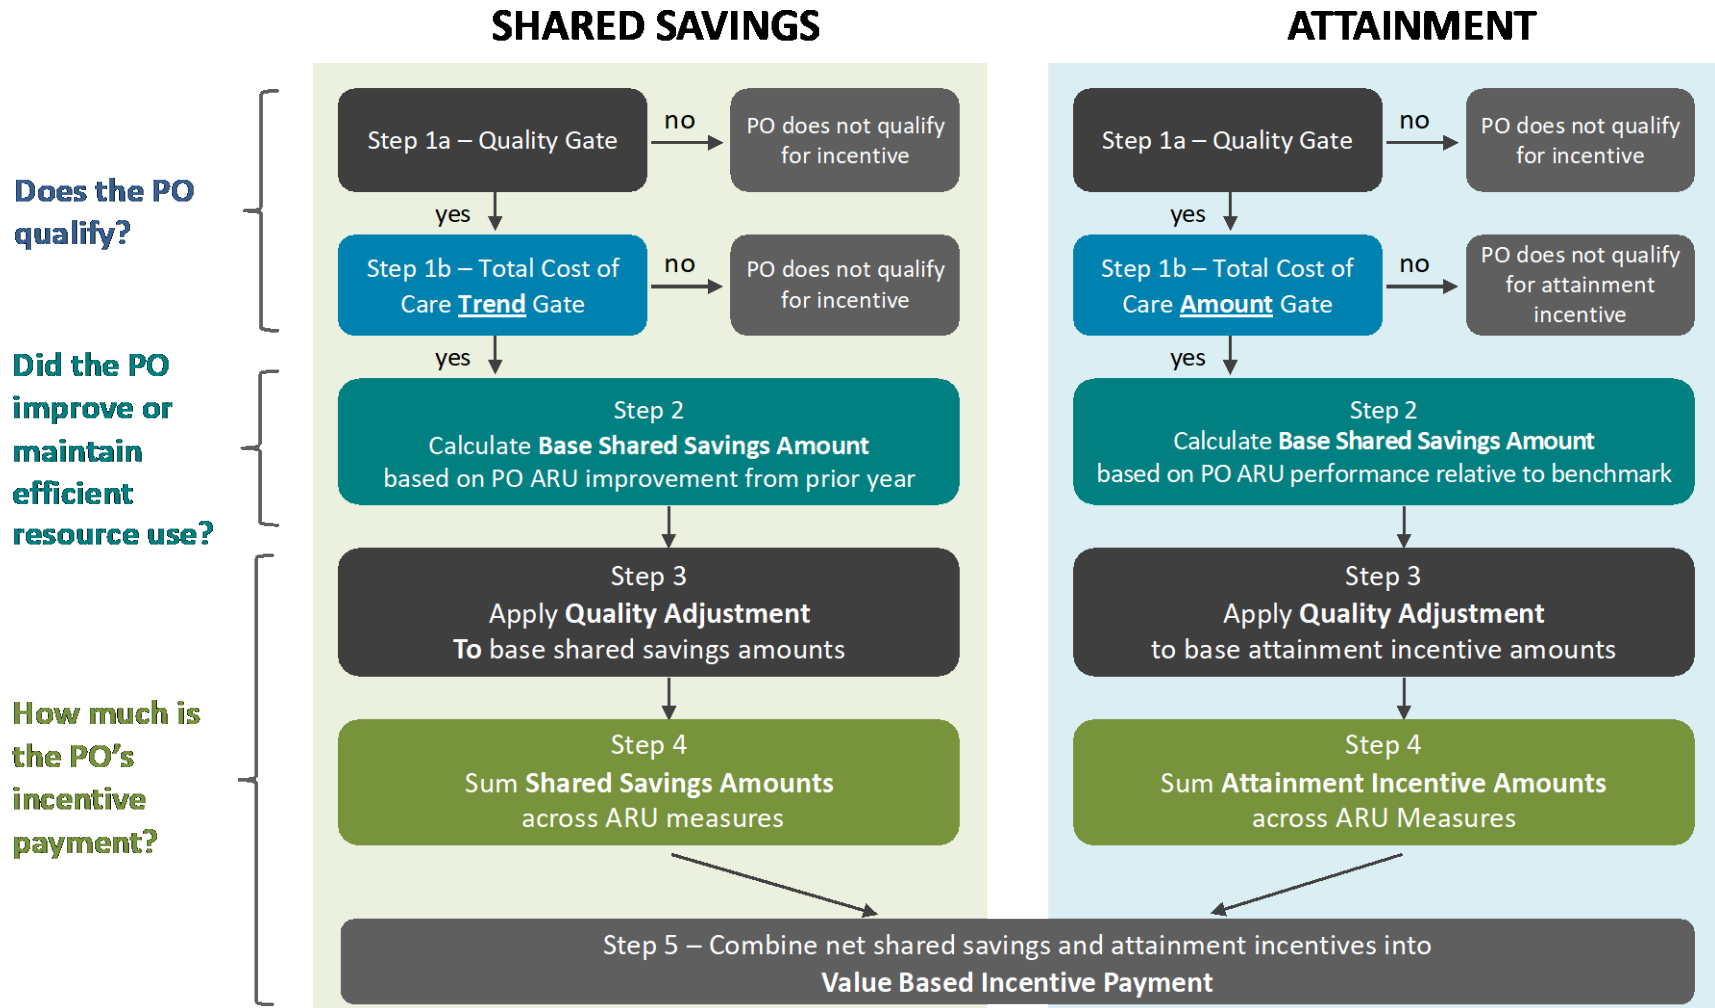 SHARED SAVINGS
ATTAINMENT
Does the PO
qualify?
Step 1a – Quality Gate
no
PO does not qualify
for incentive
yes
Step 1b – Total Cost of
Care Trend Gate
no
PO does not qualify
for incentive
yes
Step 1a – Quality Gate
no
PO does not qualify
for incentive
yes
Step 1b – Total Cost of
Care Amount Gate
no
PO does not qualify
for attainment
incentive
yes
Did the PO
improve or
maintain
efficient
resource use?
Step 2
Calculate Base Shared Savings Amount
based on PO ARU improvement from prior year
Step 2
Calculate Base Shared Savings Amount
based on PO ARU performance relative to benchmark
How much is
the PO’s
incentive
payment?
Step 3
Apply Quality Adjustment
To base shared savings amounts
Step 3
Apply Quality Adjustment
to base attainment incentive amounts
Step 4
Sum Shared Savings Amounts
across ARU measures
Step 4
Sum Attainment Incentive Amounts
across ARU Measures
Step 5 – Combine net shared savings and attainment incentives into
Value Based Incentive Payment